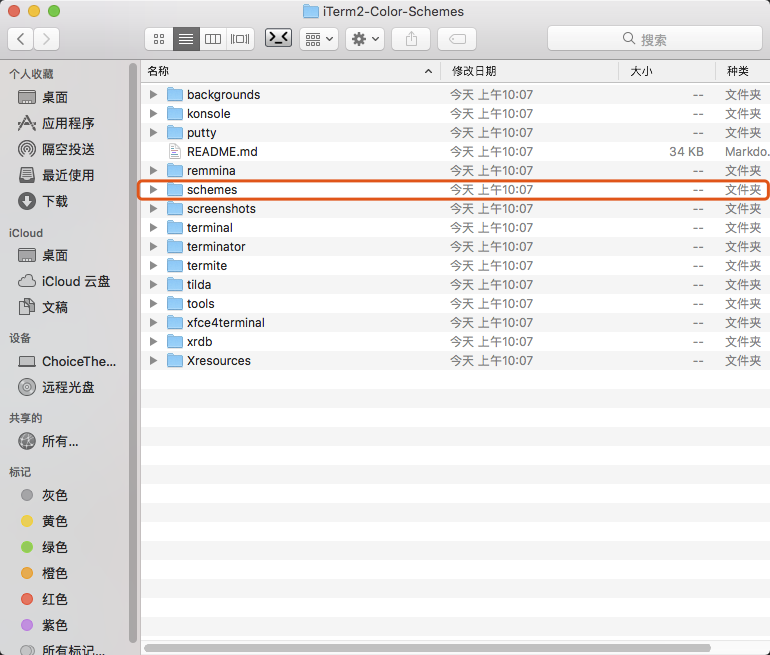 iTerm2-Color-Schemes
搜索
个人收藏
桌面
应用程序
隔空投送
最近使用
下载
iCloud
桌面
iCloud 云盘
文稿
设备
ChoiceThe...
远程光盘
共享的
所有...
标记
灰色
黄色
绿色
橙色
红色
紫色
所有标记...
名称 修改日期 大小 种类
backgrounds 今天 上午10:07 -- 文件夹
konsole 今天 上午10:07 -- 文件夹
putty 今天 上午10:07 -- 文件夹
README.md 今天 上午10:07 34 KB Markdo...
remmina 今天 上午10:07 -- 文件夹
schemes 今天 上午10:07 -- 文件夹
screenshots 今天 上午10:07 -- 文件夹
terminal 今天 上午10:07 -- 文件夹
terminator 今天 上午10:07 -- 文件夹
termite 今天 上午10:07 -- 文件夹
tilda 今天 上午10:07 -- 文件夹
tools 今天 上午10:07 -- 文件夹
xfce4terminal 今天 上午10:07 -- 文件夹
xrdb 今天 上午10:07 -- 文件夹
Xresources 今天 上午10:07 -- 文件夹